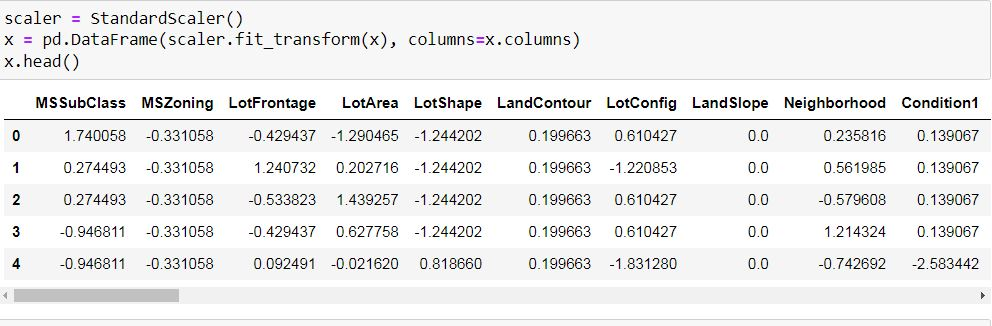 scaler = StandardScaler()
x = pd.DataFrame(scaler.fit_transform(x), columns=x.columns)
x.head()
MSSubClass MSZoning LotFrontage LotArea LotShape LandContour LotConfig LandSlope Neighborhood Condition1
0 1.740058 -0.331058 -0.429437 -1.290465 -1.244202 0.199663 0.610427 0.0 0.235816 0.139067
1 0.274493 -0.331058 1.240732 0.202716 -1.244202 0.199663 -1.220853 0.0 0.561985 0.139067
2 0.274493 -0.331058 -0.533823 1.439257 -1.244202 0.199663 0.610427 0.0 -0.579608 0.139067
3 -0.946811 -0.331058 -0.429437 0.627758 -1.244202 0.199663 0.610427 0.0 1.214324 0.139067
4 -0.946811 -0.331058 0.092491 -0.021620 0.818660 0.199663 -1.831280 0.0 -0.742692 -2.583442